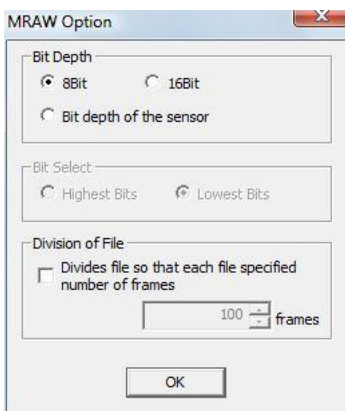 MRAW Option
Bit Depth
8Bit 16Bit
Bit depth of the sensor
Bit Select
Highest Bits Lowest Bits
Division of File
Divides file so that each file specified
number of frames
100 frames
OK